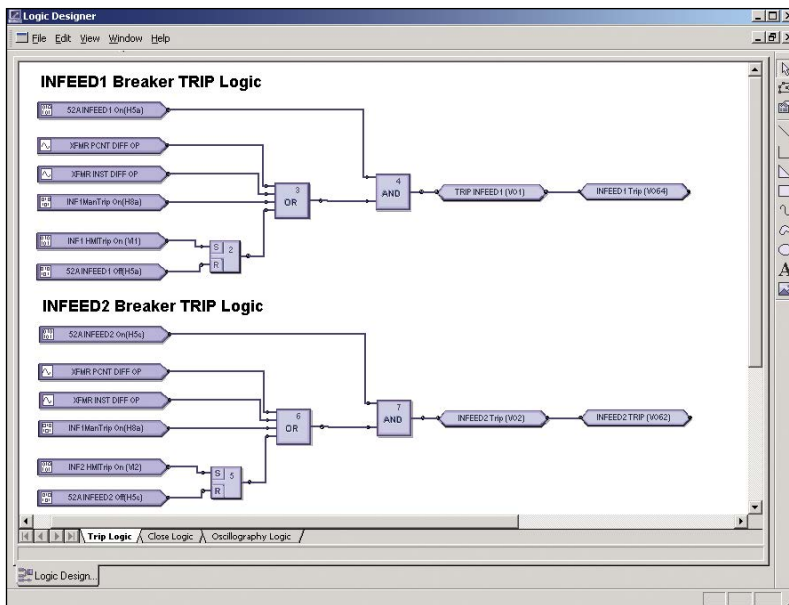 Logic Designer
File Edit View Window Help
INFEED1 Breaker TRIP Logic
52A INFEED1 On(H5a)
XFMR PCNT DIFF OP
XFMR INST DIFF OP
INF1ManTrip On(H8a)
INF1 HMITrip On (VI1)
52A INFEED1 Off(H5a)
S 2
R
3
OR
4
AND
TRIP INFEED1 (VO1)
INFEED1 Trip (VO64)
INFEED2 Breaker TRIP Logic
52A INFEED2 On(H5c)
XFMR PCNT DIFF OP
XFMR INST DIFF OP
INF1ManTrip On(H8a)
INF2 HMITrip On (VI2)
52A INFEED2 Off(H5c)
S 5
R
6
OR
7
AND
INFEED2 Trip (VO2)
INFEED2 TRIP (VO62)
A
Trip Logic Close Logic Oscillography Logic
Logic Design...